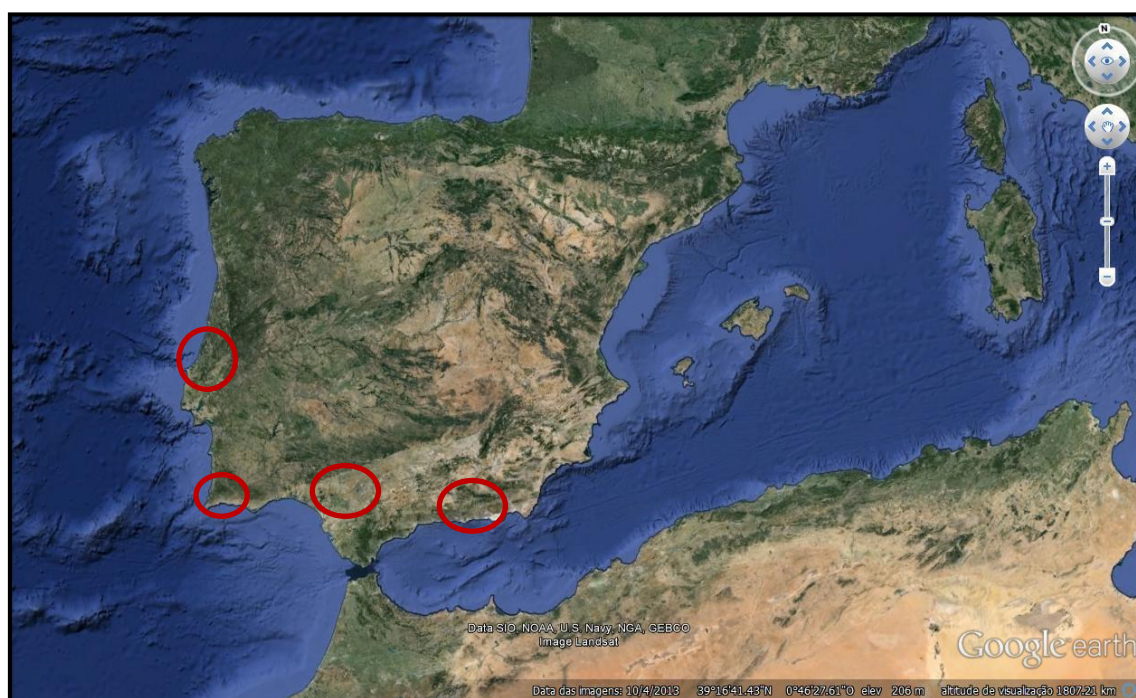 N
Data SIO, NOAA, U.S. Navy, NGA, GEBCO
Image Landsat
Google earth
Data das imagens: 10/4/2013 39°16'41.43"N 0°46'27.61"O elev 206 m altitude de visualização 1807.21 km